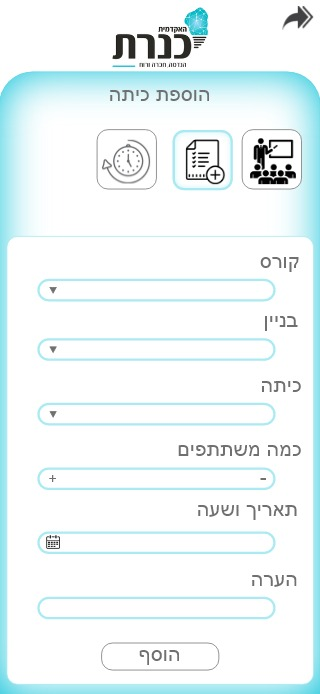 האקדמית
כנרת
הנדסה, חברה ורוח
הוספת כיתה
קורס
בניין
כיתה
כמה משתתפים
+ -
תאריך ושעה
הערה
הוסף